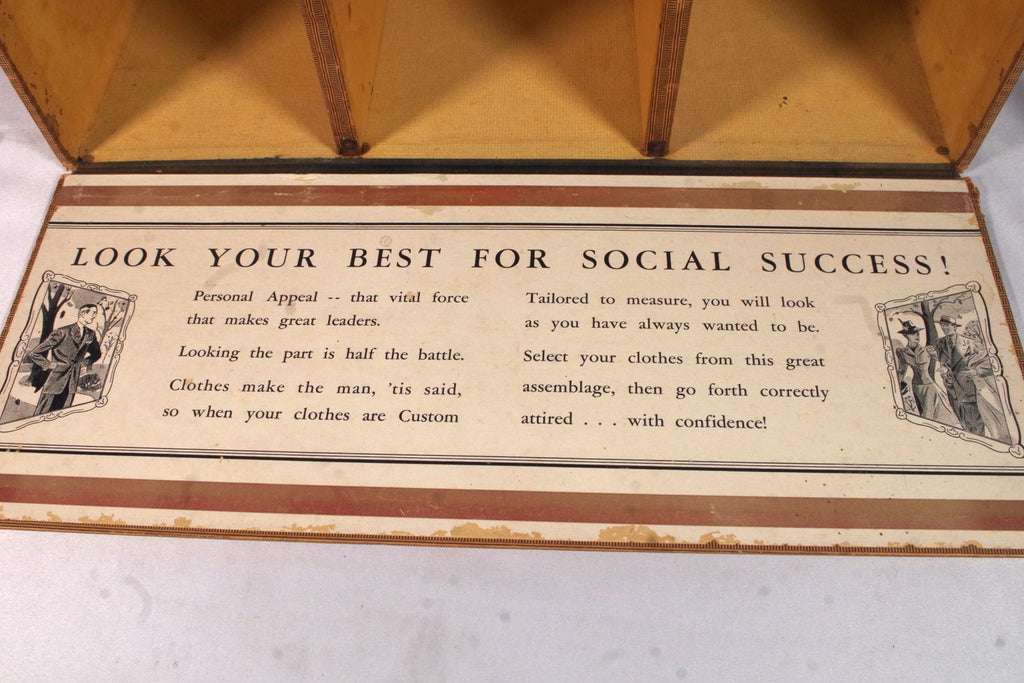 LOOK YOUR BEST FOR SOCIAL SUCCESS!
Personal Appeal -- that vital force
that makes great leaders.
Looking the part is half the battle.
Clothes make the man, 'tis said,
so when your clothes are Custom
Tailored to measure, you will look
as you have always wanted to be.
Select your clothes from this great
assemblage, then go forth correctly
attired . . . with confidence!